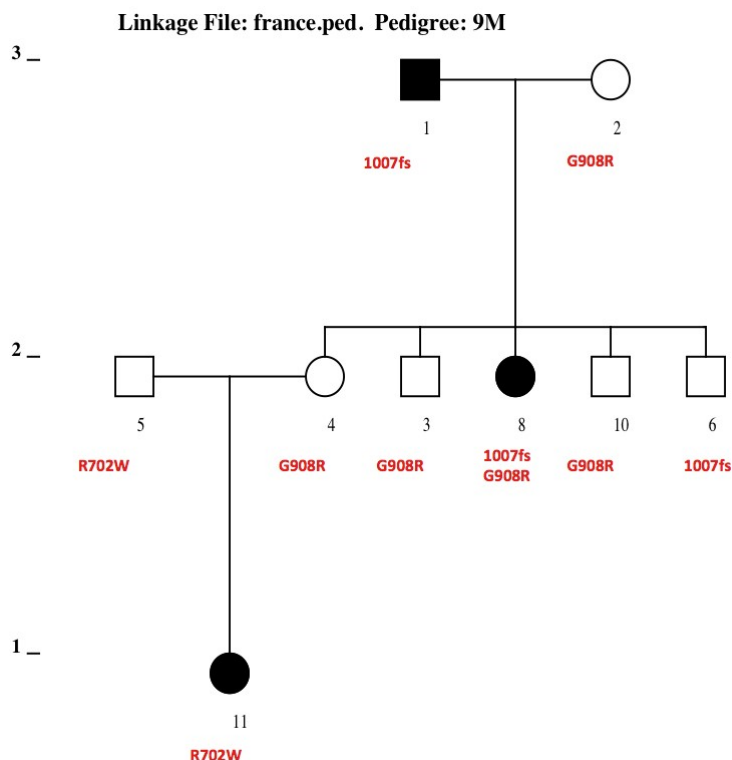 Linkage File: france.ped. Pedigree: 9M
3
1 2
1007fs G908R
2
5 4 3 8 10 6
R702W G908R G908R 1007fs G908R G908R 1007fs
1
11
R702W